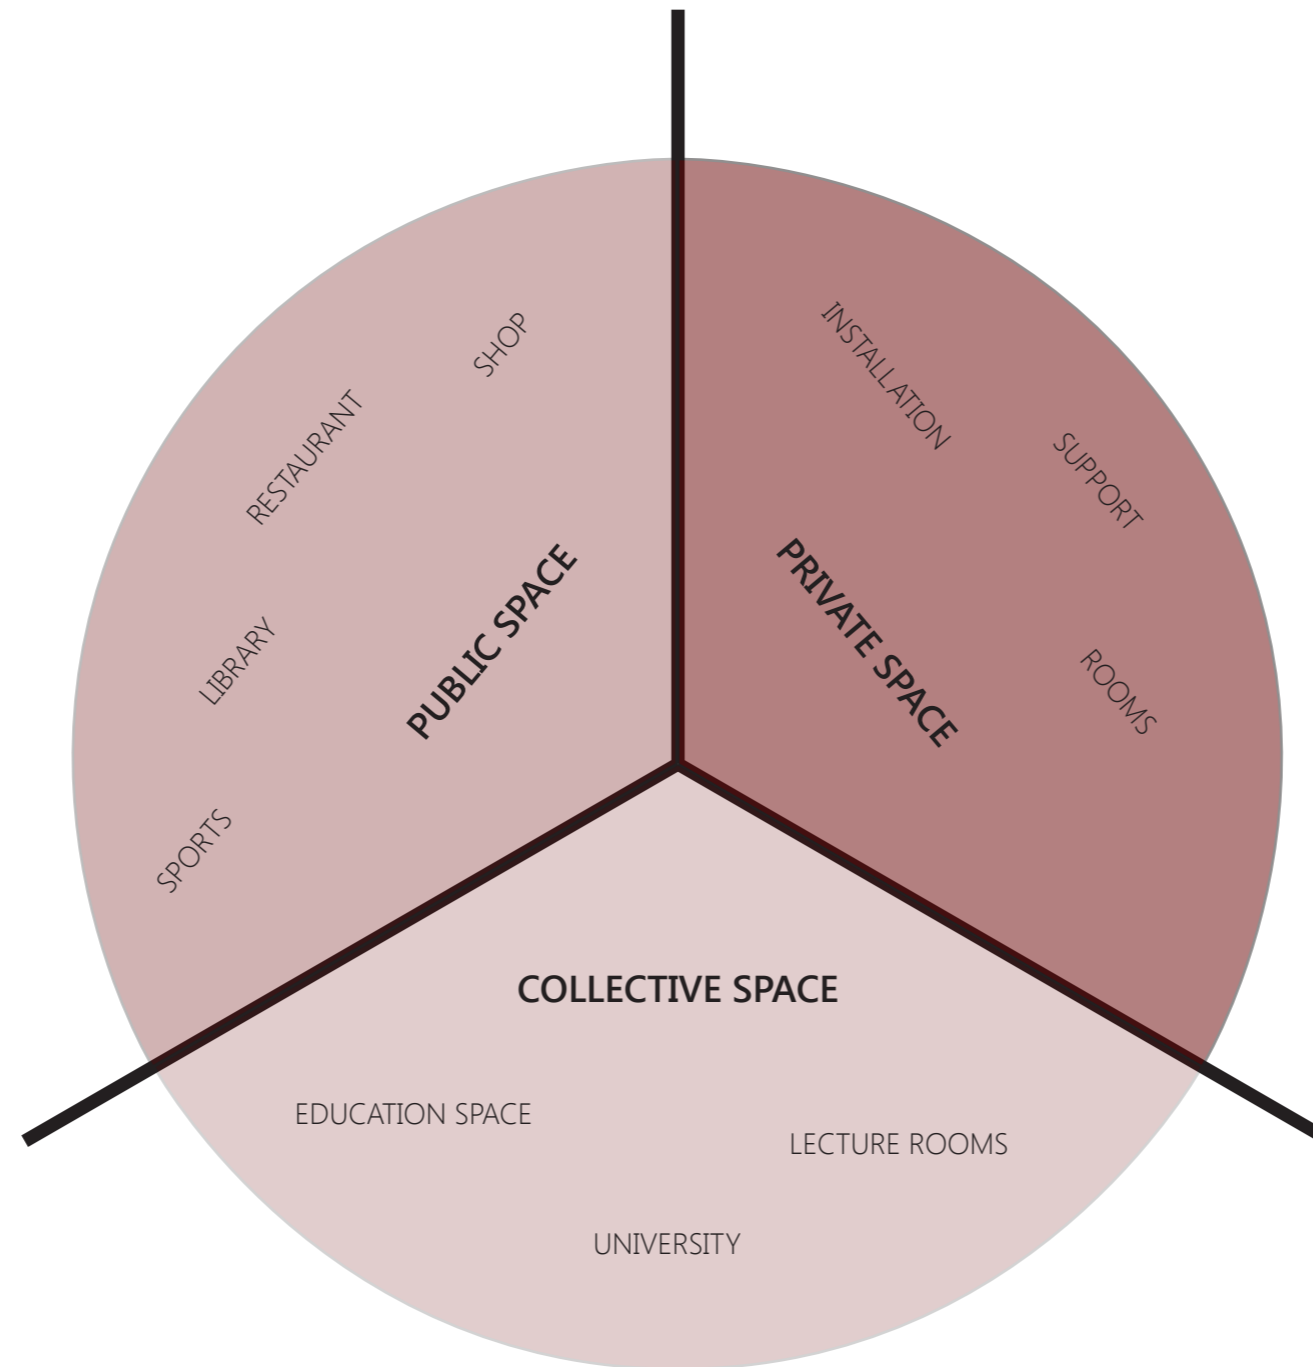 SHOP
RESTAURANT
LIBRARY
SPORTS
PUBLIC SPACE
INSTALLATION
SUPPORT
ROOMS
PRIVATE SPACE
COLLECTIVE SPACE
EDUCATION SPACE
LECTURE ROOMS
UNIVERSITY